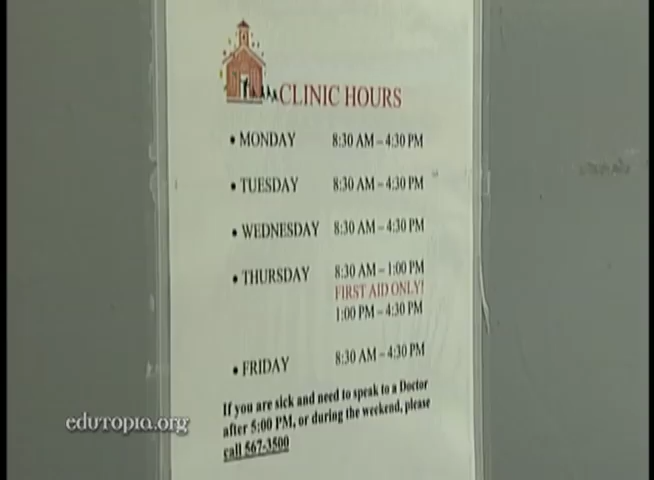 CLINIC HOURS
• MONDAY 8:30 AM – 4:30 PM
• TUESDAY 8:30 AM – 4:30 PM
• WEDNESDAY 8:30 AM – 4:30 PM
• THURSDAY 8:30 AM – 1:00 PM
FIRST AID ONLY!
1:00 PM – 4:30 PM
• FRIDAY 8:30 AM – 4:30 PM
If you are sick and need to speak to a Doctor
after 5:00 PM, or during the weekend, please
call 567-3500
edutopia.org